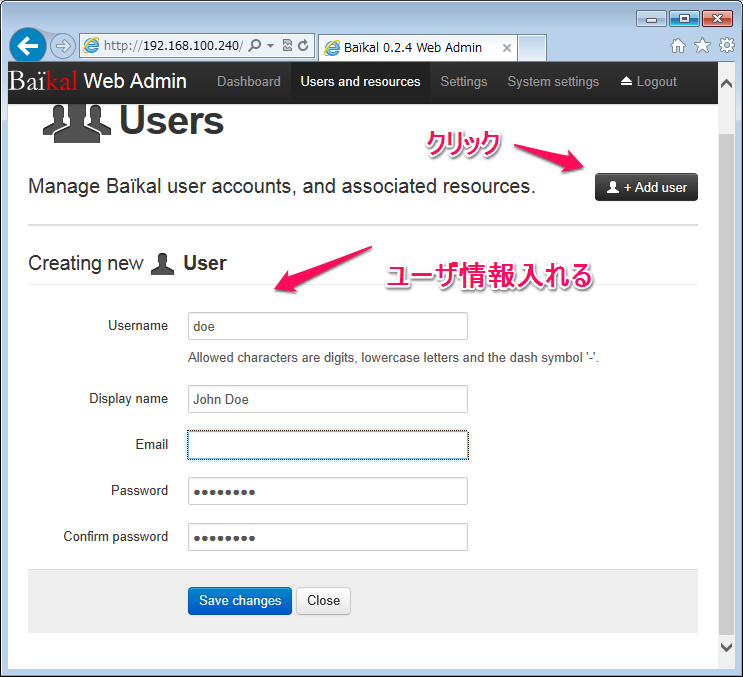 http://192.168.100.240/
Baïkal 0.2.4 Web Admin
Baïkal Web Admin
Dashboard
Users and resources
Settings
System settings
Logout
Users
クリック
Manage Baïkal user accounts, and associated resources.
+ Add user
Creating new User
ユーザ情報入れる
Username
doe
Allowed characters are digits, lowercase letters and the dash symbol '-'.
Display name
John Doe
Email
Password
••••••••
Confirm password
••••••••
Save changes
Close